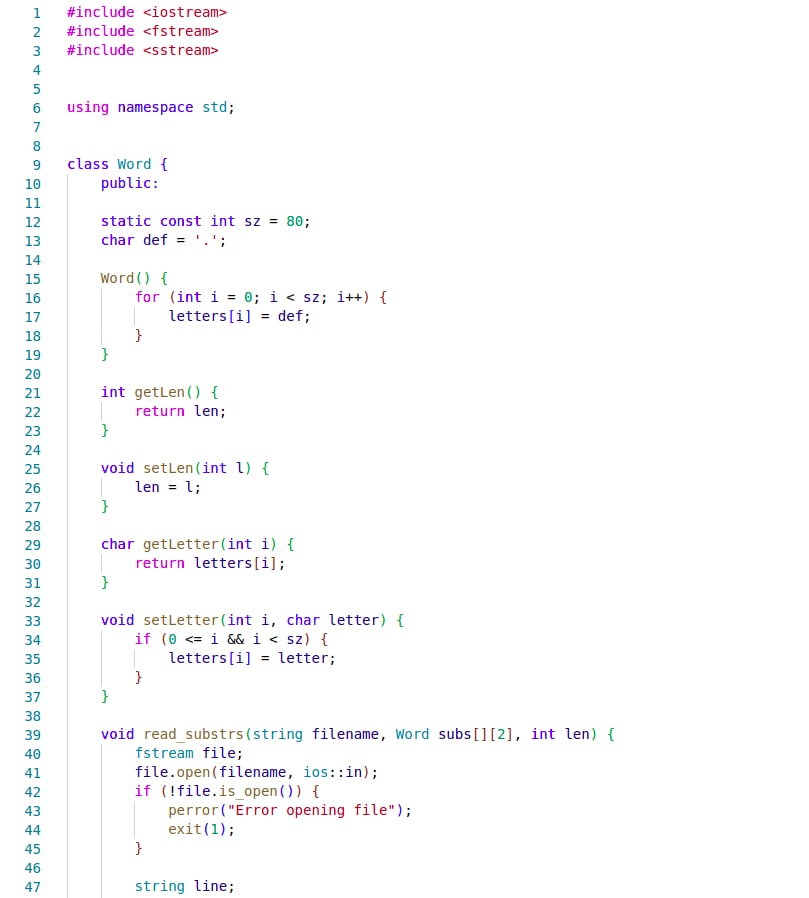 1 #include <iostream>
2 #include <fstream>
3 #include <sstream>
4
5
6 using namespace std;
7
8
9 class Word {
10     public:
11
12     static const int sz = 80;
13     char def = '.';
14
15     Word() {
16         for (int i = 0; i < sz; i++) {
17             letters[i] = def;
18         }
19     }
20
21     int getLen() {
22         return len;
23     }
24
25     void setLen(int l) {
26         len = l;
27     }
28
29     char getLetter(int i) {
30         return letters[i];
31     }
32
33     void setLetter(int i, char letter) {
34         if (0 <= i && i < sz) {
35             letters[i] = letter;
36         }
37     }
38
39     void read_substrs(string filename, Word subs[][2], int len) {
40         fstream file;
41         file.open(filename, ios::in);
42         if (!file.is_open()) {
43             perror("Error opening file");
44             exit(1);
45         }
46
47         string line;